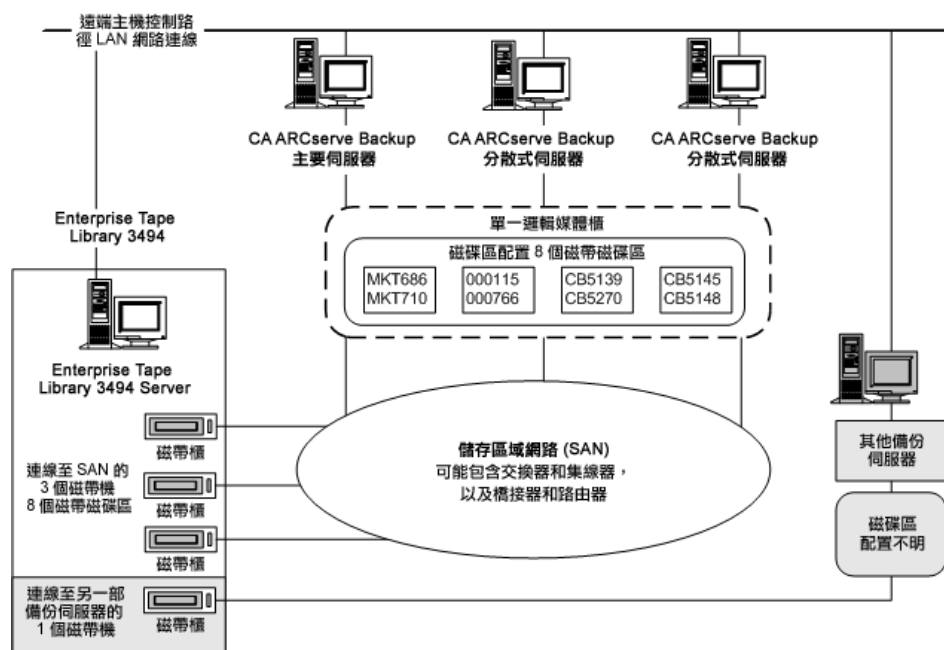 遠端主機控制路
徑 LAN 網路連線
CA ARCserve Backup
主要伺服器
CA ARCserve Backup
分散式伺服器
CA ARCserve Backup
分散式伺服器
Enterprise Tape
Library 3494
單一邏輯媒體櫃
磁碟區配置 8 個磁帶磁碟區
MKT686
MKT710
000115
000766
CB5139
CB5270
CB5145
CB5148
Enterprise Tape
Library 3494 Server
磁帶櫃
連線至 SAN 的
3 個磁帶機
8 個磁帶磁碟區
磁帶櫃
磁帶櫃
連線至另一部
備份伺服器的
1 個磁帶機
磁帶櫃
儲存區域網路 (SAN)
可能包含交換器和集線器，
以及橋接器和路由器
其他備份
伺服器
磁碟區
配置不明